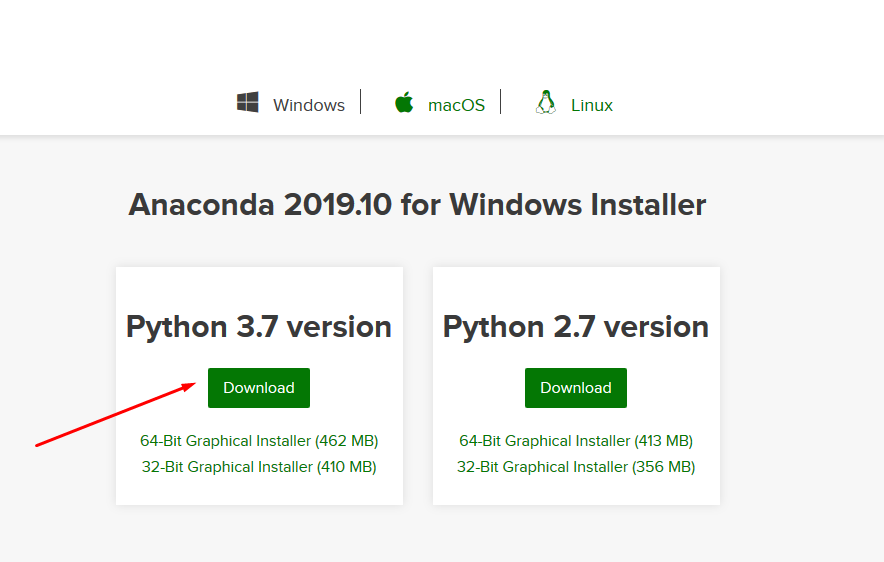 Windows macOS Linux
Anaconda 2019.10 for Windows Installer
Python 3.7 version
Download
64-Bit Graphical Installer (462 MB)
32-Bit Graphical Installer (410 MB)
Python 2.7 version
Download
64-Bit Graphical Installer (413 MB)
32-Bit Graphical Installer (356 MB)